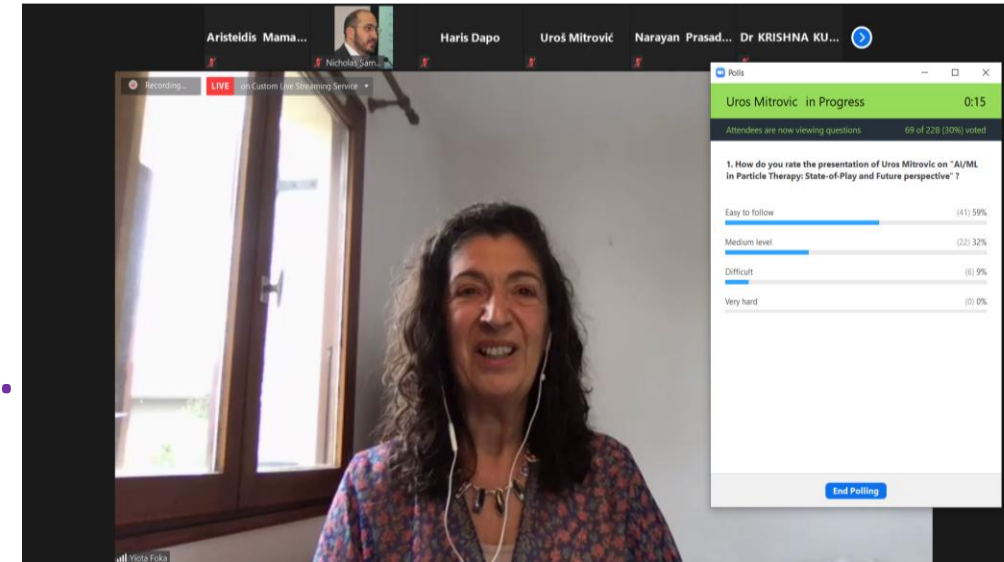 Aristeidis Mama...
Nicholas Sam...
Haris Dapo
Uroš Mitrović
Narayan Prasad...
Dr KRISHNA KU...
Recording...
LIVE on Custom Live Streaming Service
Polls
Uros Mitrovic in Progress 0:15
Attendees are now viewing questions 69 of 228 (30%) voted
1. How do you rate the presentation of Uros Mitrovic on "AI/ML
in Particle Therapy: State-of-Play and Future perspective" ?
Easy to follow (41) 59%
Medium level (22) 32%
Difficult (6) 9%
Very hard (0) 0%
End Polling
Yiota Foka